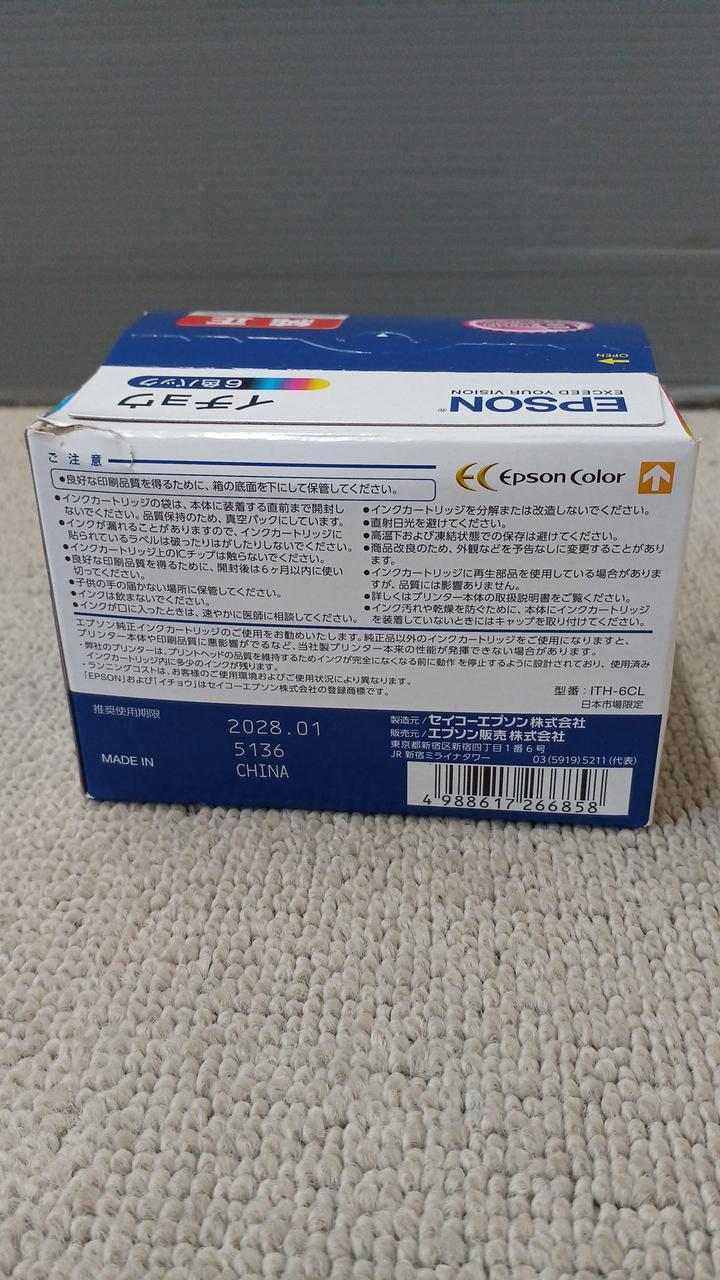 純正
OPEN
EPSON®
EXCEED YOUR VISION
イチョウ
6色パック
ご注意
●良好な印刷品質を得るために、箱の底面を下にして保管してください。
Epson Color
●インクカートリッジの袋は、本体に装着する直前まで開封し
ないでください。品質保持のため、真空パックにしています。
●インクが漏れることがありますので、インクカートリッジに
貼られているラベルは破ったりはがしたりしないでください。
●インクカートリッジ上のICチップは触らないでください。
●良好な印刷品質を得るために、開封後は6ヶ月以内に使い
切ってください。
●子供の手の届かない場所に保管してください。
●インクは飲まないでください。
●インクが口に入ったときは、速やかに医師に相談してください。
●インクカートリッジを分解または改造しないでください。
●直射日光を避けてください。
●高温下および凍結状態での保存は避けてください。
●商品改良のため、外観などを予告なしに変更することがあり
ます。
●インクカートリッジに再生部品を使用している場合がありま
すが、品質には影響ありません。
●詳しくはプリンター本体の取扱説明書をご覧ください。
●インク汚れや乾燥を防ぐために、本体にインクカートリッジ
を装着していないときにはキャップを取り付けてください。
エプソン純正インクカートリッジのご使用をお勧めいたします。純正品以外のインクカートリッジをご使用になりますと、
プリンター本体や印刷品質に悪影響がでるなど、当社製プリンター本来の性能が発揮できない場合があります。
・弊社のプリンターは、プリントヘッドの品質を維持するためインクが完全になくなる前に動作を停止するように設計されており、使用済み
インクカートリッジ内に多少のインクが残ります。
・ランニングコストは、お客様のご使用環境およびご使用状況により異なります。
「EPSON」および「イチョウ」はセイコーエプソン株式会社の登録商標です。
型番：ITH-6CL
日本市場限定
推奨使用期限
2028.01
5136
MADE IN
CHINA
製造元/セイコーエプソン株式会社
販売元/エプソン販売株式会社
東京都新宿区新宿四丁目1番6号
JR新宿ミライナタワー 03(5919)5211(代表)
4 988617 266858